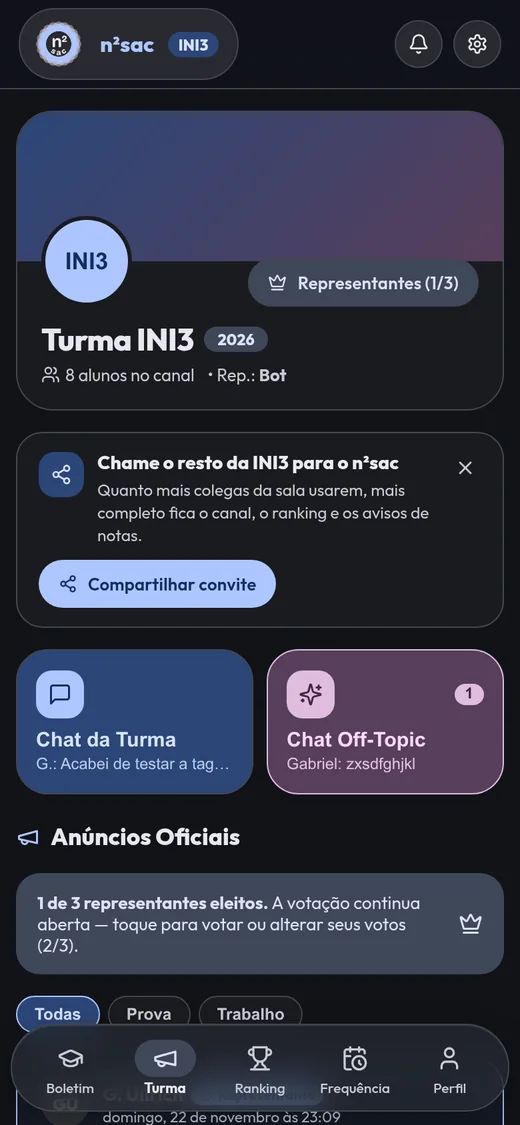 n²
sac
n²sac
INI3
INI3
Representantes (1/3)
Turma INI3
2026
8 alunos no canal • Rep.: Bot
Chame o resto da INI3 para o n²sac
Quanto mais colegas da sala usarem, mais
completo fica o canal, o ranking e os avisos de
notas.
Compartilhar convite
1
Chat da Turma
G.: Acabei de testar a tag...
Chat Off-Topic
Gabriel: zxsdfghjkl
Anúncios Oficiais
1 de 3 representantes eleitos. A votação continua
aberta — toque para votar ou alterar seus votos
(2/3).
Todas
Prova
Trabalho
Boletim
Turma
Ranking
Frequência
Perfil
GU
domingo, 22 de novembro às 23:09